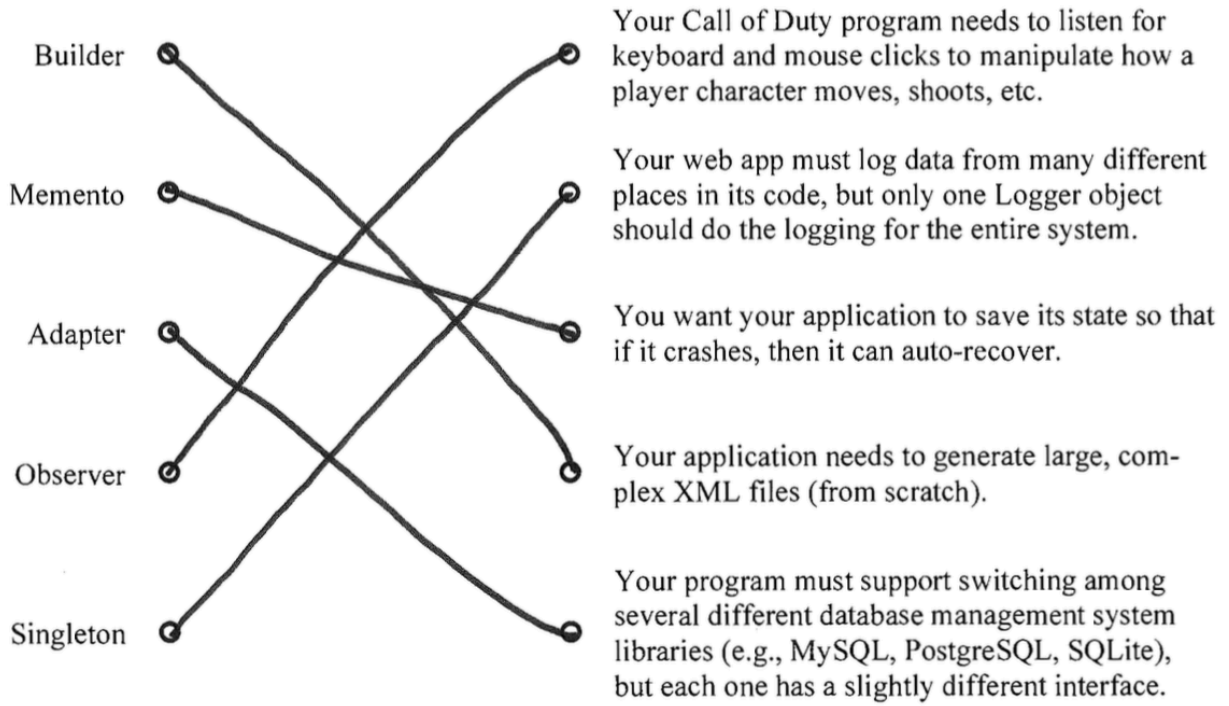 Builder
Memento
Adapter
Observer
Singleton
Your Call of Duty program needs to listen for
keyboard and mouse clicks to manipulate how a
player character moves, shoots, etc.
Your web app must log data from many different
places in its code, but only one Logger object
should do the logging for the entire system.
You want your application to save its state so that
if it crashes, then it can auto-recover.
Your application needs to generate large, com-
plex XML files (from scratch).
Your program must support switching among
several different database management system
libraries (e.g., MySQL, PostgreSQL, SQLite),
but each one has a slightly different interface.